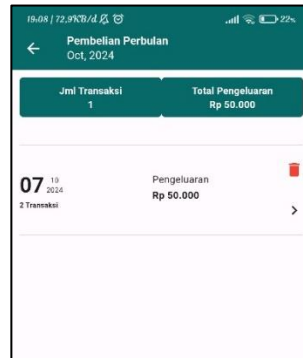 19.08 | 72,9KB/d
22%
Pembelian Perbulan
Oct, 2024
Jml Transaksi
1
Total Pengeluaran
Rp 50.000
07 10
2024
2 Transaksi
Pengeluaran
Rp 50.000